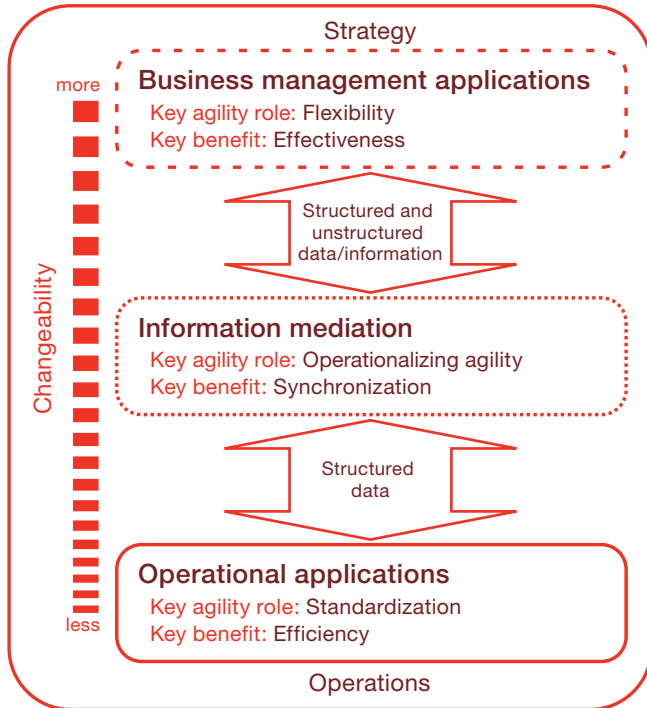 Strategy
more
Business management applications
Key agility role: Flexibility
Key benefit: Effectiveness
Structured and
unstructured
data/information
Changeability
Information mediation
Key agility role: Operationalizing agility
Key benefit: Synchronization
Structured
data
Operational applications
Key agility role: Standardization
Key benefit: Efficiency
less
Operations